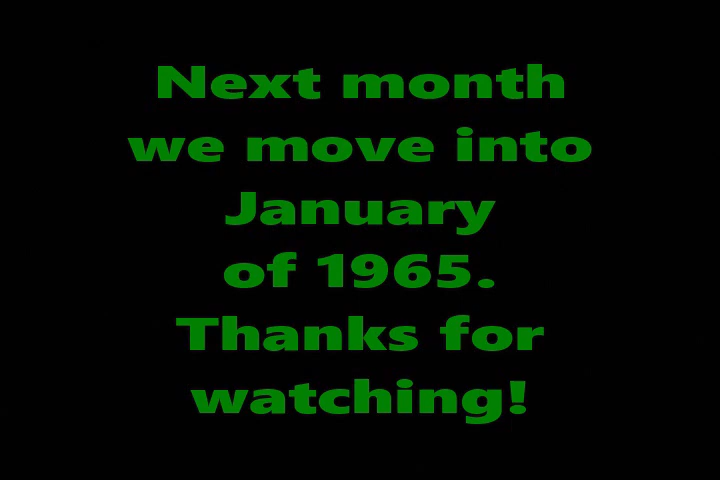 Next month
we move into
January
of 1965.
Thanks for
watching!